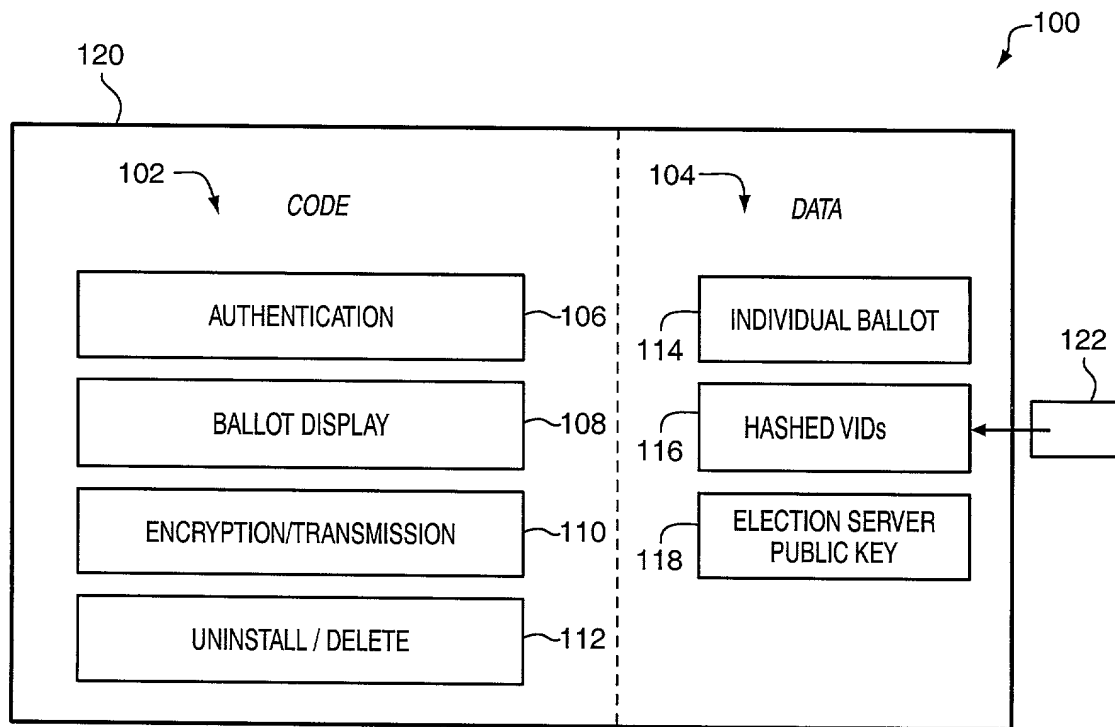 100
120
102
CODE
104
DATA
AUTHENTICATION
106
INDIVIDUAL BALLOT
114
122
BALLOT DISPLAY
108
HASHED VIDs
116
ENCRYPTION/TRANSMISSION
110
ELECTION SERVER
PUBLIC KEY
118
UNINSTALL / DELETE
112